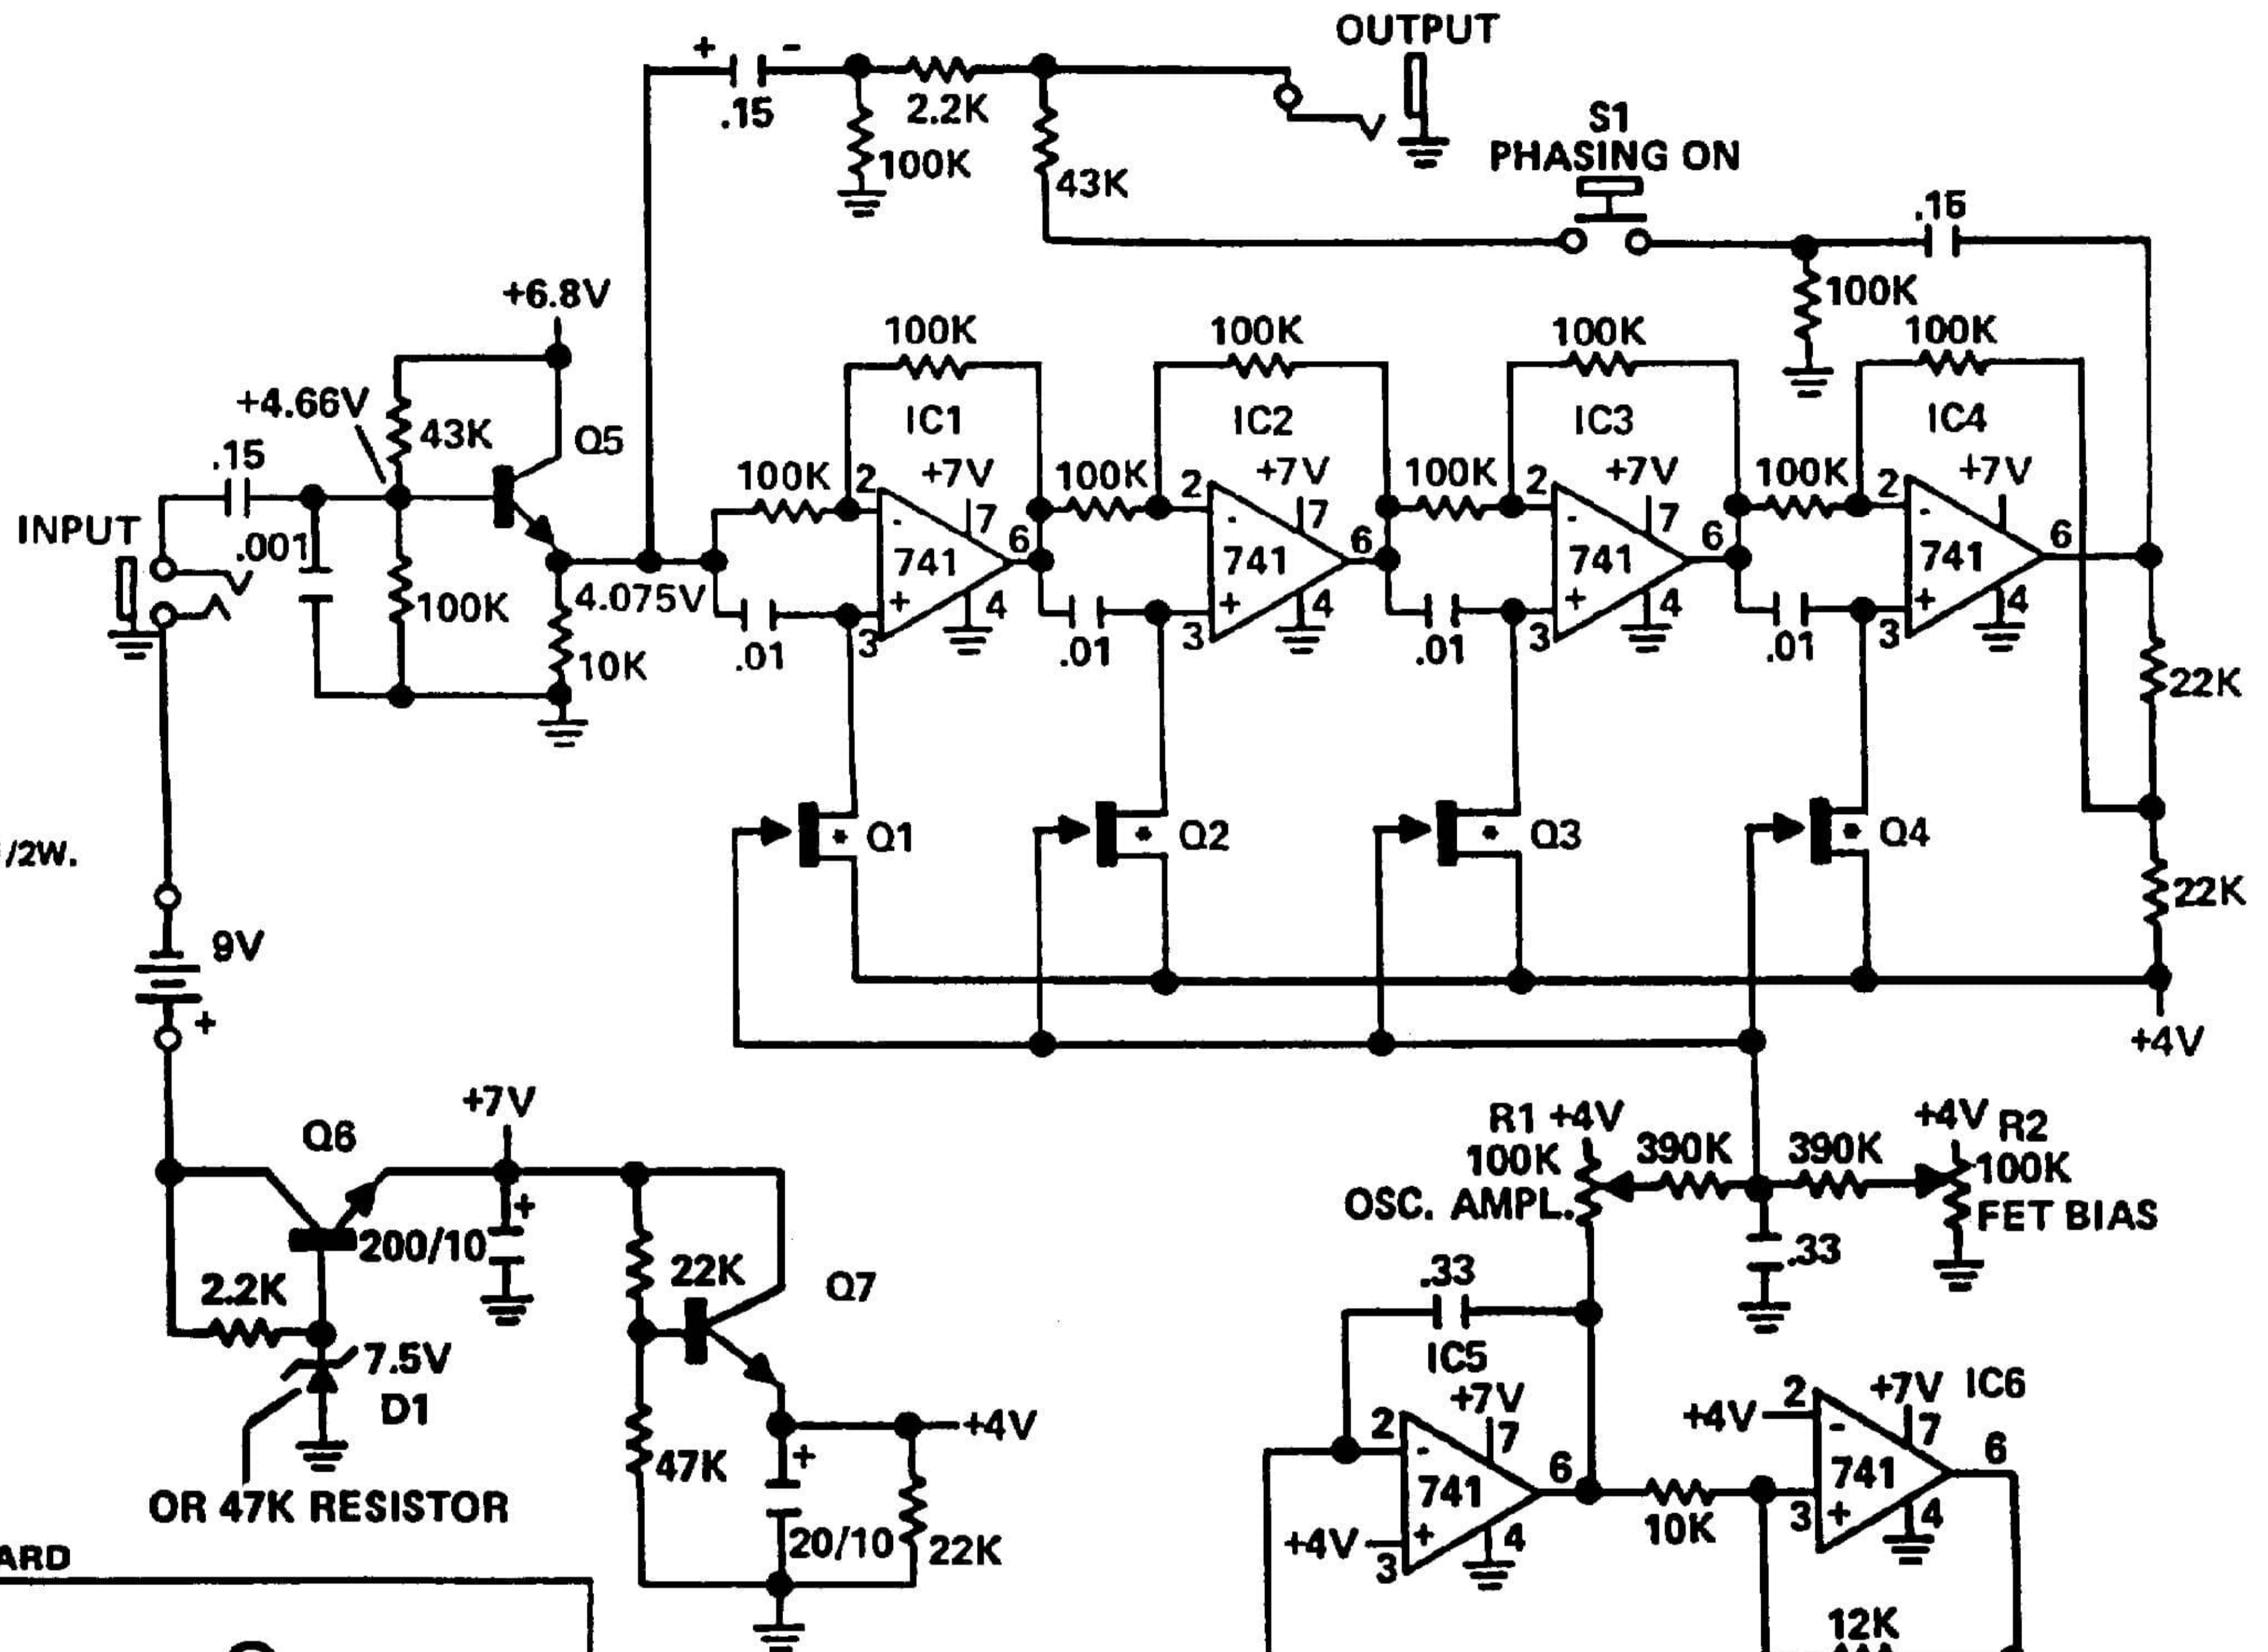 OUTPUT
+ -
.15
2.2K
100K
43K
S1
PHASING ON
.15
100K
+6.8V
+4.66V
43K
Q5
.15
INPUT
.001
100K
4.075V
10K
100K
IC1
100K
2
+7V
-
7
741
6
+
4
3
.01
100K
IC2
100K
2
+7V
-
7
741
6
+
4
3
.01
100K
IC3
100K
2
+7V
-
7
741
6
+
4
3
.01
100K
IC4
100K
2
+7V
-
741
6
+
4
3
.01
22K
22K
Q1
Q2
Q3
Q4
+4V
/2W.
9V
+
Q6
+7V
200/10
+
2.2K
7.5V
D1
OR 47K RESISTOR
22K
Q7
47K
+
+4V
20/10
22K
R1 +4V
100K
OSC. AMPL.
390K
390K
+4V R2
100K
FET BIAS
.33
.33
IC5
+7V
2
-
7
741
6
+4V
+
3
4
10K
+4V
2
+7V
IC6
-
7
741
6
3
+
4
12K
ARD